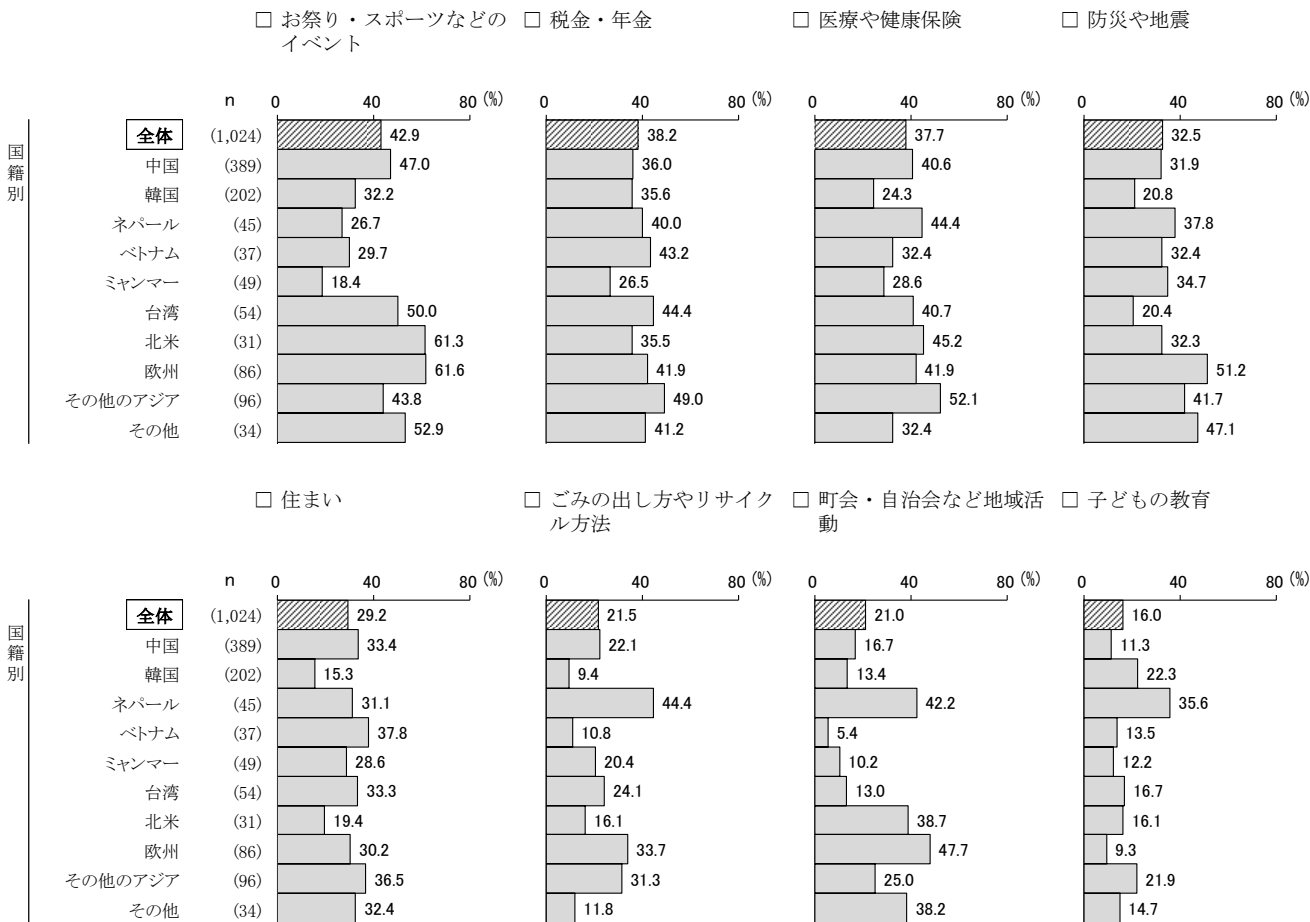 □ お祭り・スポーツなどのイベント □ 税金・年金 □ 医療や健康保険 □ 防災や地震
n 0 40 80 (%) 0 40 80 (%) 0 40 80 (%) 0 40 80 (%)
国籍別
全体 (1,024) 42.9 38.2 37.7 32.5
中国 (389) 47.0 36.0 40.6 31.9
韓国 (202) 32.2 35.6 24.3 20.8
ネパール (45) 26.7 40.0 44.4 37.8
ベトナム (37) 29.7 43.2 32.4 32.4
ミャンマー (49) 18.4 26.5 28.6 34.7
台湾 (54) 50.0 44.4 40.7 20.4
北米 (31) 61.3 35.5 45.2 32.3
欧州 (86) 61.6 41.9 41.9 51.2
その他のアジア (96) 43.8 49.0 52.1 41.7
その他 (34) 52.9 41.2 32.4 47.1
□ 住まい □ ごみの出し方やリサイクル方法 □ 町会・自治会など地域活動 □ 子どもの教育
n 0 40 80 (%) 0 40 80 (%) 0 40 80 (%) 0 40 80 (%)
国籍別
全体 (1,024) 29.2 21.5 21.0 16.0
中国 (389) 33.4 22.1 16.7 11.3
韓国 (202) 15.3 9.4 13.4 22.3
ネパール (45) 31.1 44.4 42.2 35.6
ベトナム (37) 37.8 10.8 5.4 13.5
ミャンマー (49) 28.6 20.4 10.2 12.2
台湾 (54) 33.3 24.1 13.0 16.7
北米 (31) 19.4 16.1 38.7 16.1
欧州 (86) 30.2 33.7 47.7 9.3
その他のアジア (96) 36.5 31.3 25.0 21.9
その他 (34) 32.4 11.8 38.2 14.7